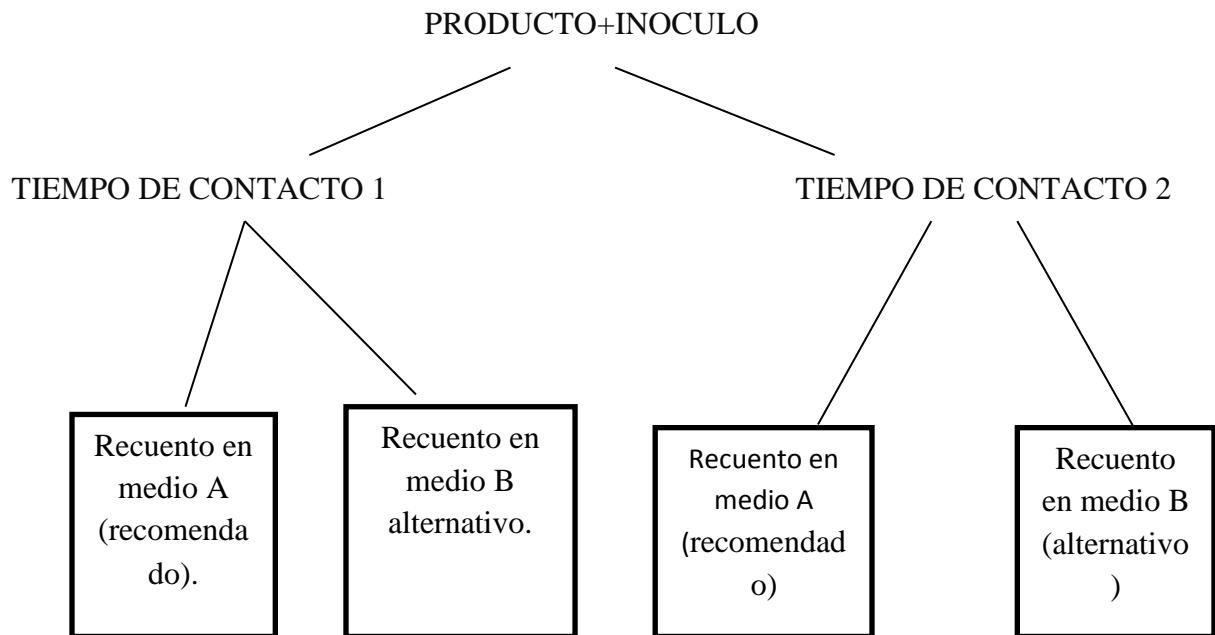 PRODUCTO+INOCULO
TIEMPO DE CONTACTO 1
TIEMPO DE CONTACTO 2
Recuento en
medio A
(recomenda
do).
Recuento en
medio B
alternativo.
Recuento en
medio A
(recomendad
o)
Recuento
en medio B
(alternativo
)